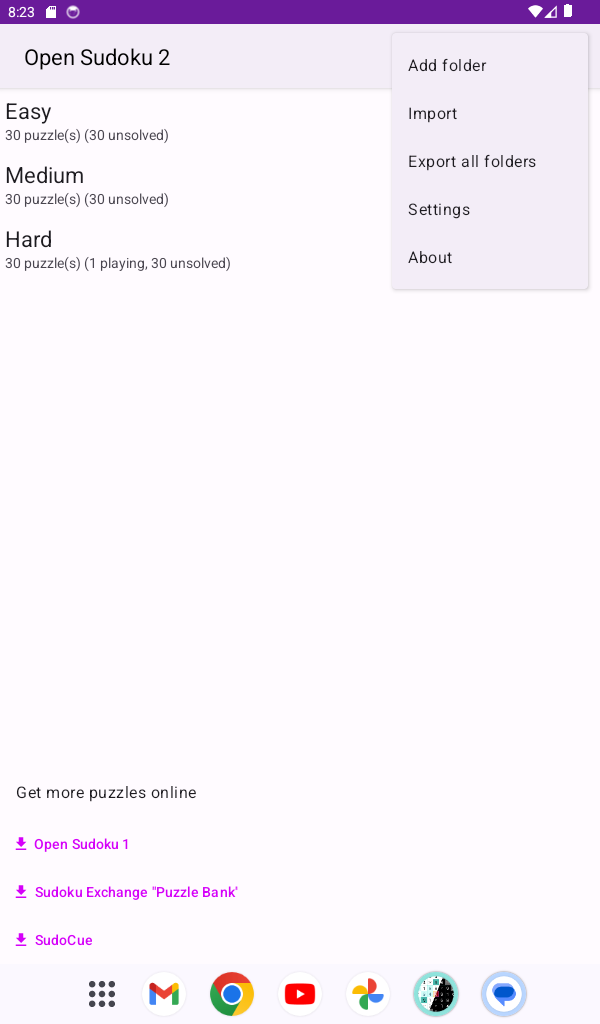 8:23
Open Sudoku 2
Add folder
Import
Export all folders
Settings
About
Easy
30 puzzle(s) (30 unsolved)
Medium
30 puzzle(s) (30 unsolved)
Hard
30 puzzle(s) (1 playing, 30 unsolved)
Get more puzzles online
Open Sudoku 1
Sudoku Exchange "Puzzle Bank"
SudoCue